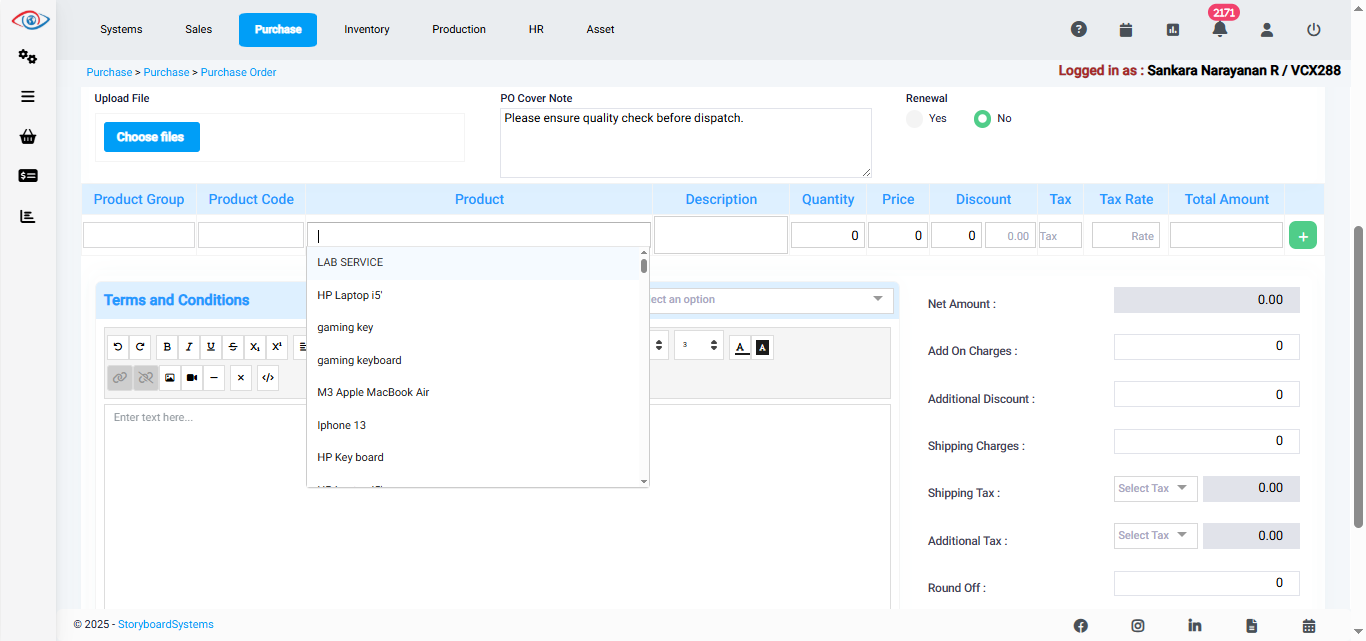 2171
Systems Sales Purchase Inventory Production HR Asset
Purchase > Purchase > Purchase Order
Logged in as : Sankara Narayanan R / VCX288
Upload File
PO Cover Note
Renewal
Choose files
Please ensure quality check before dispatch.
Yes
No
Product Group Product Code Product Description Quantity Price Discount Tax Tax Rate Total Amount
0 0 0 0.00 Tax Rate +
LAB SERVICE
HP Laptop i5'
gaming key
gaming keyboard
M3 Apple MacBook Air
Iphone 13
HP Key board
Terms and Conditions
ect an option
B I U S X₁ X¹
3 A A
Enter text here...
Net Amount : 0.00
Add On Charges : 0
Additional Discount : 0
Shipping Charges : 0
Shipping Tax : Select Tax 0.00
Additional Tax : Select Tax 0.00
Round Off : 0
© 2025 - StoryboardSystems